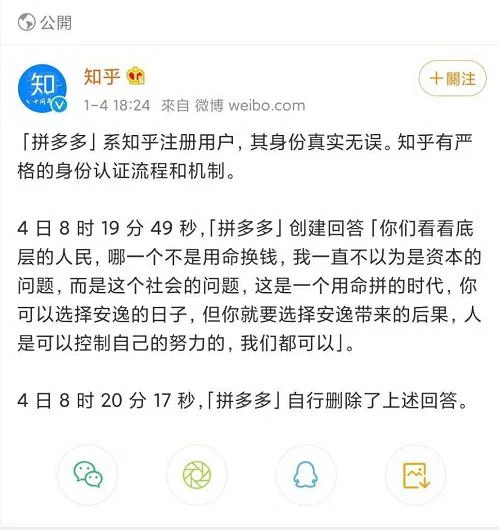 公開
知乎
知
十周年
1-4 18:24 來自 微博 weibo.com
+關注
「拼多多」系知乎注册用户，其身份真实无误。知乎有严
格的身份认证流程和机制。
4 日 8 时 19 分 49 秒，「拼多多」创建回答「你们看看底
层的人民，哪一个不是用命换钱，我一直不以为是资本的
问题，而是这个社会的问题，这是一个用命拼的时代，你
可以选择安逸的日子，但你就要选择安逸带来的后果，人
是可以控制自己的努力的，我们都可以」。
4 日 8 时 20 分 17 秒，「拼多多」自行删除了上述回答。